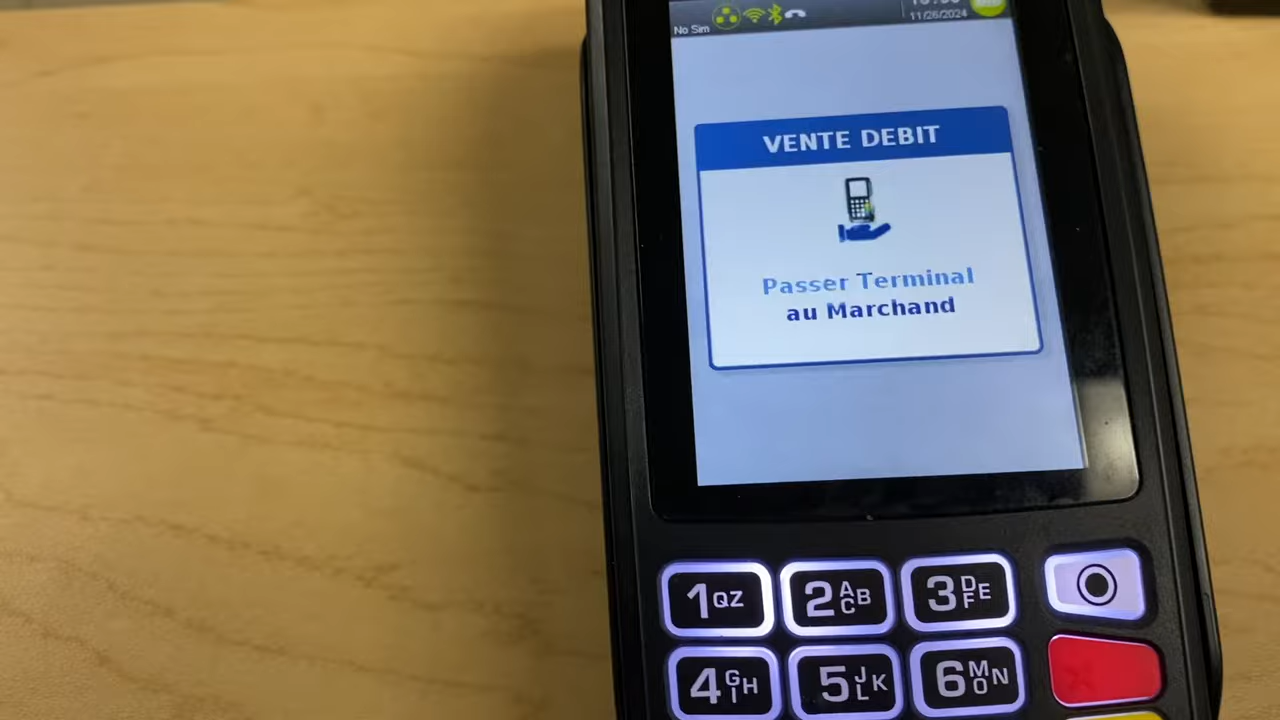 No Sim
11/26/2024
VENTE DEBIT
Passer Terminal
au Marchand
1QZ
2ABC
3DEF
4GHI
5JKL
6MNO